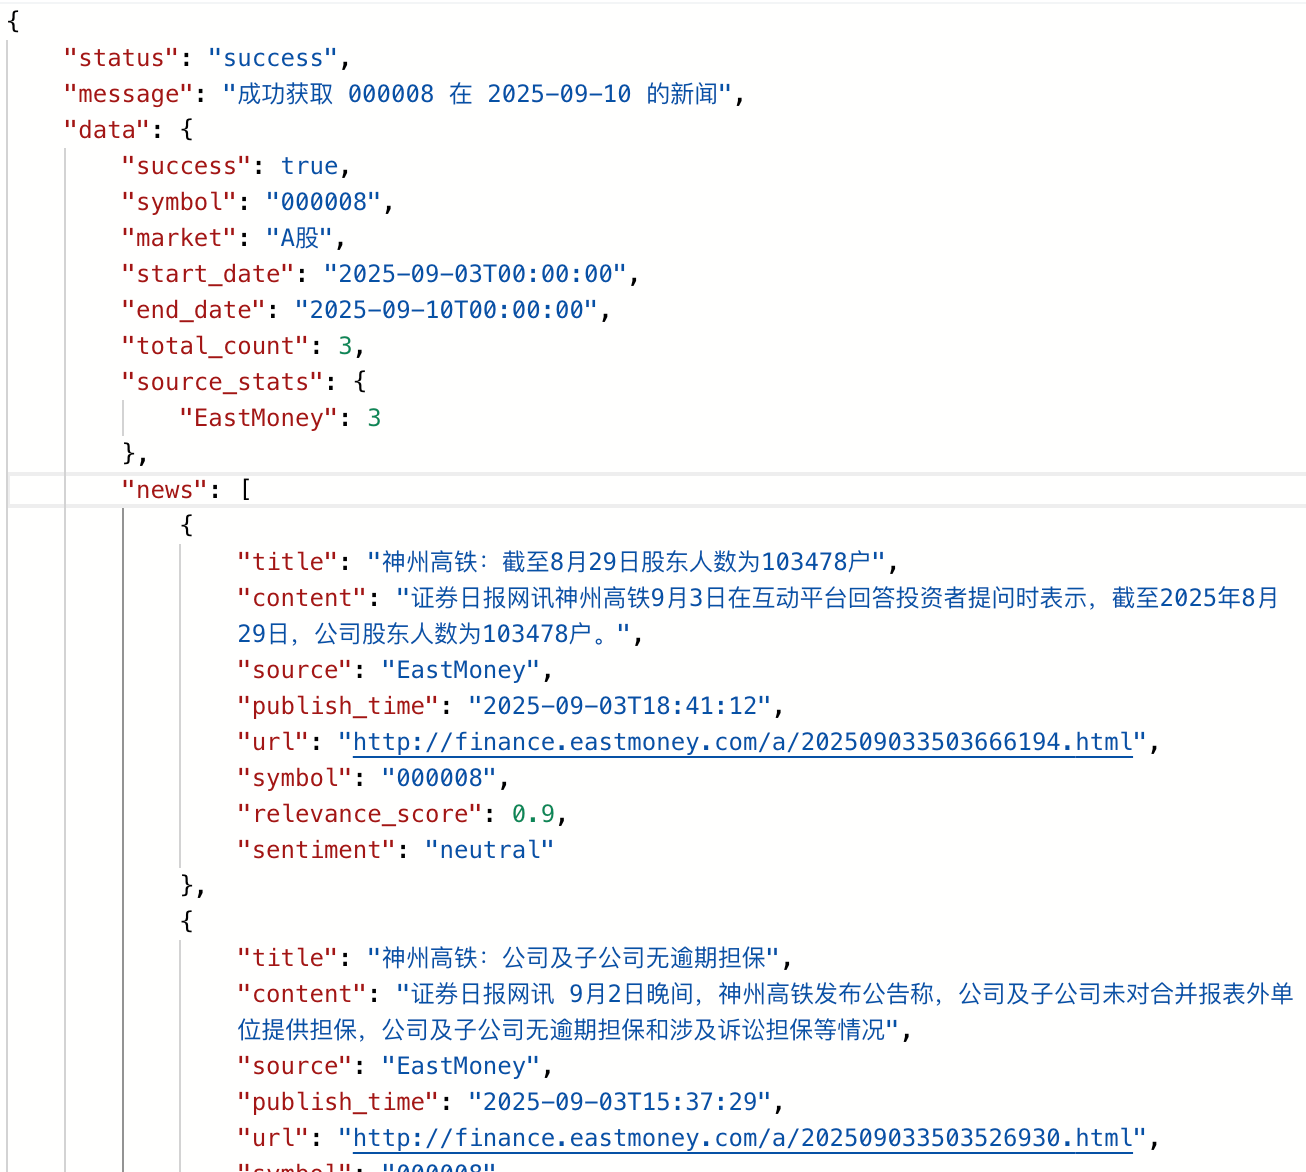 {
"status": "success",
"message": "成功获取 000008 在 2025-09-10 的新闻",
"data": {
"success": true,
"symbol": "000008",
"market": "A股",
"start_date": "2025-09-03T00:00:00",
"end_date": "2025-09-10T00:00:00",
"total_count": 3,
"source_stats": {
"EastMoney": 3
},
"news": [
{
"title": "神州高铁：截至8月29日股东人数为103478户",
"content": "证券日报网讯神州高铁9月3日在互动平台回答投资者提问时表示，截至2025年8月
29日，公司股东人数为103478户。",
"source": "EastMoney",
"publish_time": "2025-09-03T18:41:12",
"url": "http://finance.eastmoney.com/a/202509033503666194.html",
"symbol": "000008",
"relevance_score": 0.9,
"sentiment": "neutral"
},
{
"title": "神州高铁：公司及子公司无逾期担保",
"content": "证券日报网讯 9月2日晚间，神州高铁发布公告称，公司及子公司未对合并报表外单
位提供担保，公司及子公司无逾期担保和涉及诉讼担保等情况",
"source": "EastMoney",
"publish_time": "2025-09-03T15:37:29",
"url": "http://finance.eastmoney.com/a/202509033503526930.html",
"symbol": "000008"